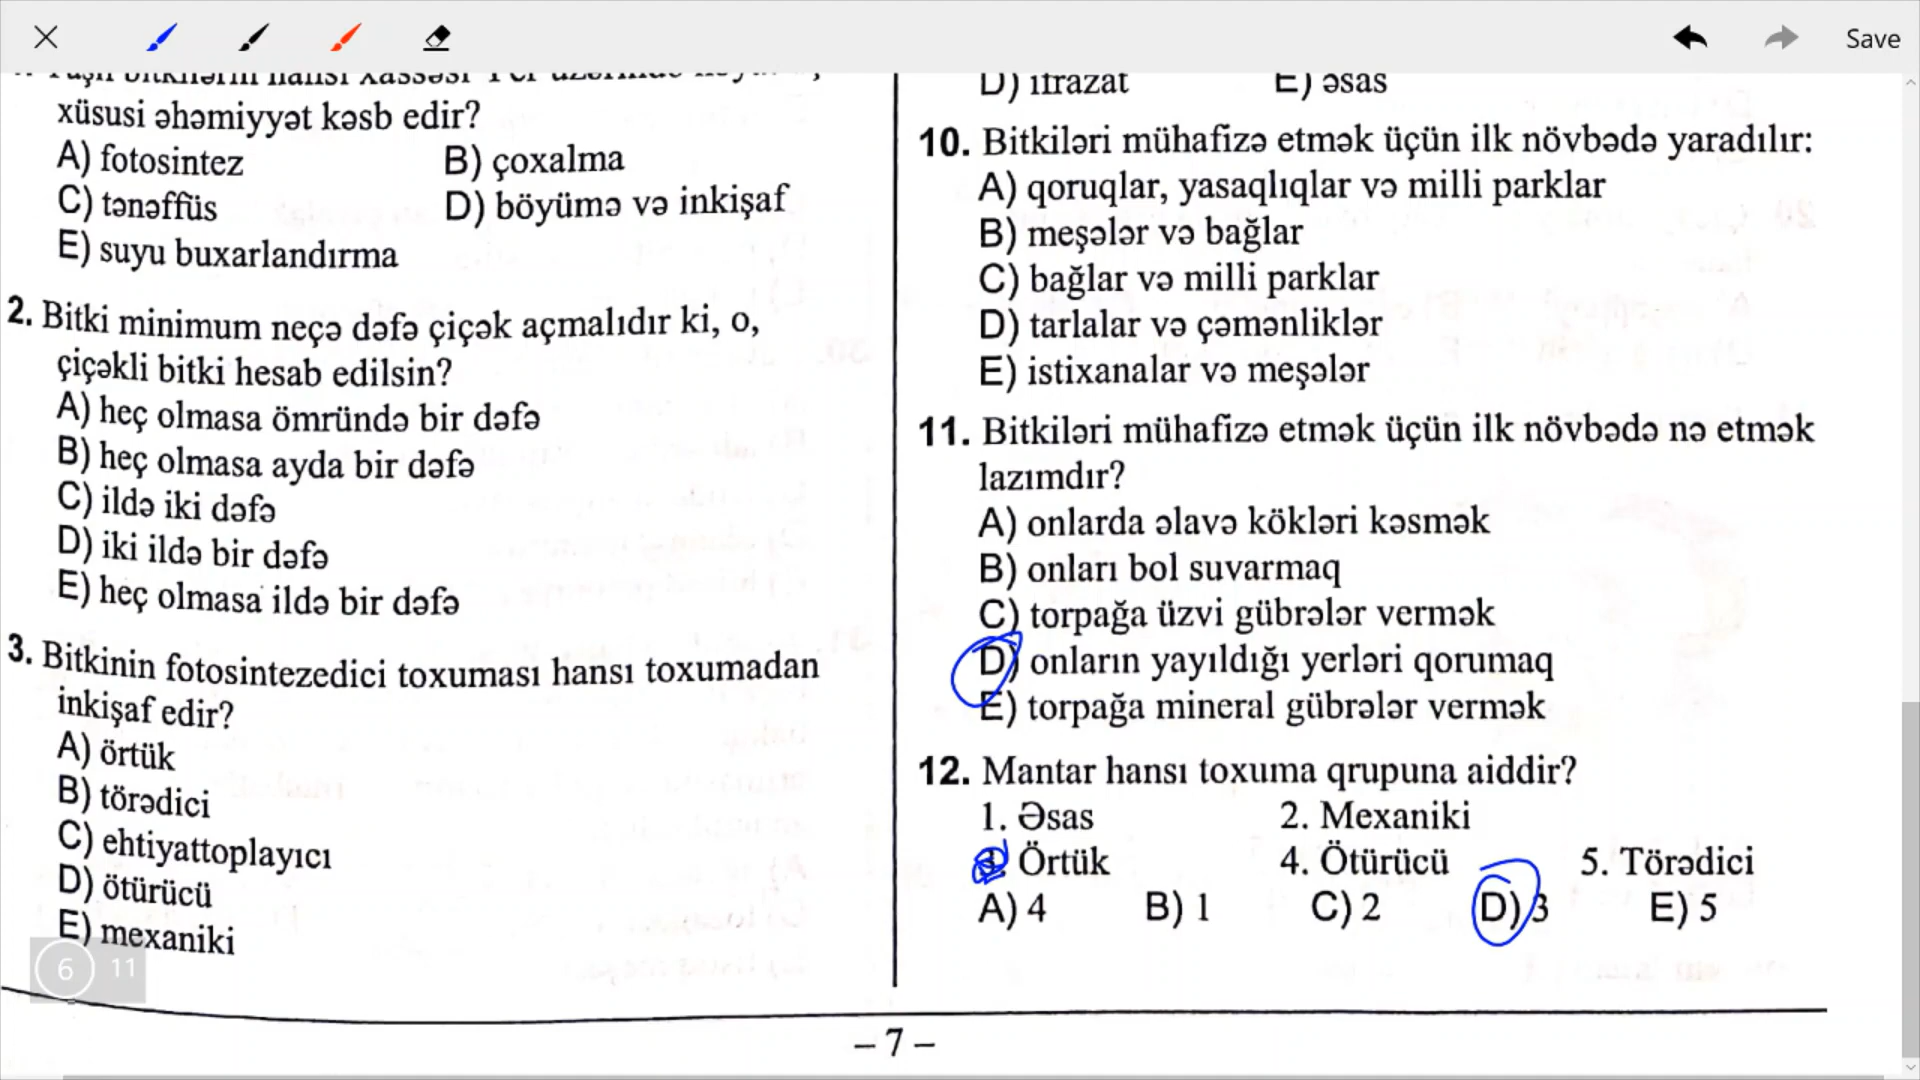 Save
xüsusi əhəmiyyət kəsb edir?
A) fotosintez B) çoxalma
C) tənəffüs D) böyümə və inkişaf
E) suyu buxarlandırma
2. Bitki minimum neçə dəfə çiçək açmalıdır ki, o,
çiçəkli bitki hesab edilsin?
A) heç olmasa ömründə bir dəfə
B) heç olmasa ayda bir dəfə
C) ildə iki dəfə
D) iki ildə bir dəfə
E) heç olmasa ildə bir dəfə
3. Bitkinin fotosintezedici toxuması hansı toxumadan
inkişaf edir?
A) örtük
B) törədici
C) ehtiyattoplayıcı
D) ötürücü
E) mexaniki
6 11
D) ifrazat E) əsas
10. Bitkiləri mühafizə etmək üçün ilk növbədə yaradılır:
A) qoruqlar, yasaqlıqlar və milli parklar
B) meşələr və bağlar
C) bağlar və milli parklar
D) tarlalar və çəmənliklər
E) istixanalar və meşələr
11. Bitkiləri mühafizə etmək üçün ilk növbədə nə etmək
lazımdır?
A) onlarda əlavə kökləri kəsmək
B) onları bol suvarmaq
C) torpağa üzvi gübrələr vermək
D) onların yayıldığı yerləri qorumaq
E) torpağa mineral gübrələr vermək
12. Mantar hansı toxuma qrupuna aiddir?
1. Əsas 2. Mexaniki
3. Örtük 4. Ötürücü 5. Törədici
A) 4 B) 1 C) 2 D) 3 E) 5
– 7 –